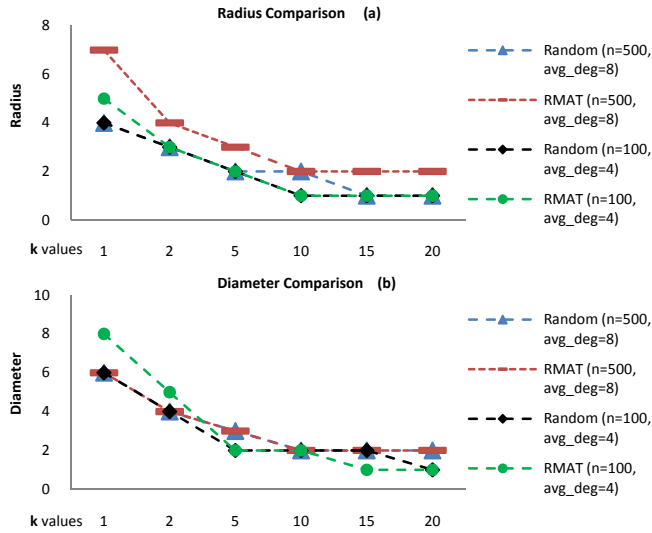 Radius Comparison (a)
8
6
4
2
0
Radius
k values 1 2 5 10 15 20
Random (n=500,
avg_deg=8)
RMAT (n=500,
avg_deg=8)
Random (n=100,
avg_deg=4)
RMAT (n=100,
avg_deg=4)
Diameter Comparison (b)
10
8
6
4
2
0
Diameter
k values 1 2 5 10 15 20
Random (n=500,
avg_deg=8)
RMAT (n=500,
avg_deg=8)
Random (n=100,
avg_deg=4)
RMAT (n=100,
avg_deg=4)